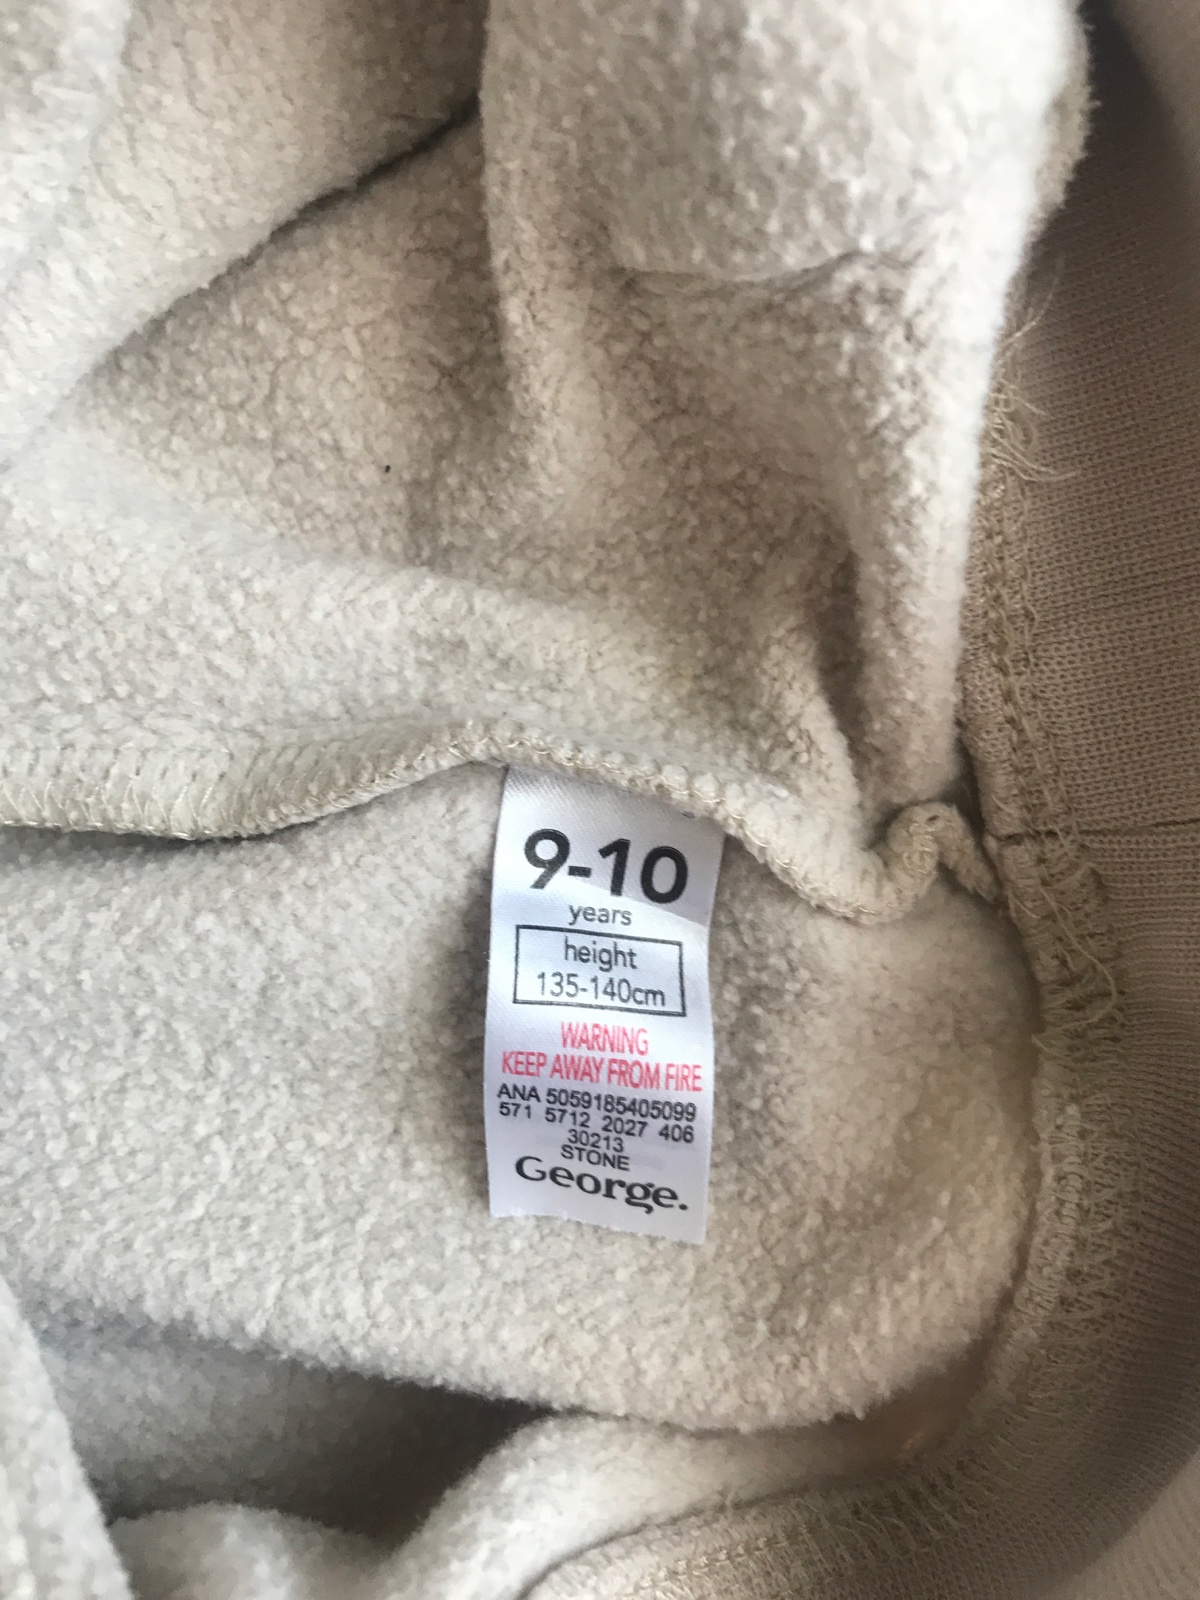 9-10
years
height
135-140cm
WARNING
KEEP AWAY FROM FIRE
ANA 5059185405099
571 5712 2027 406
30213
STONE
George.